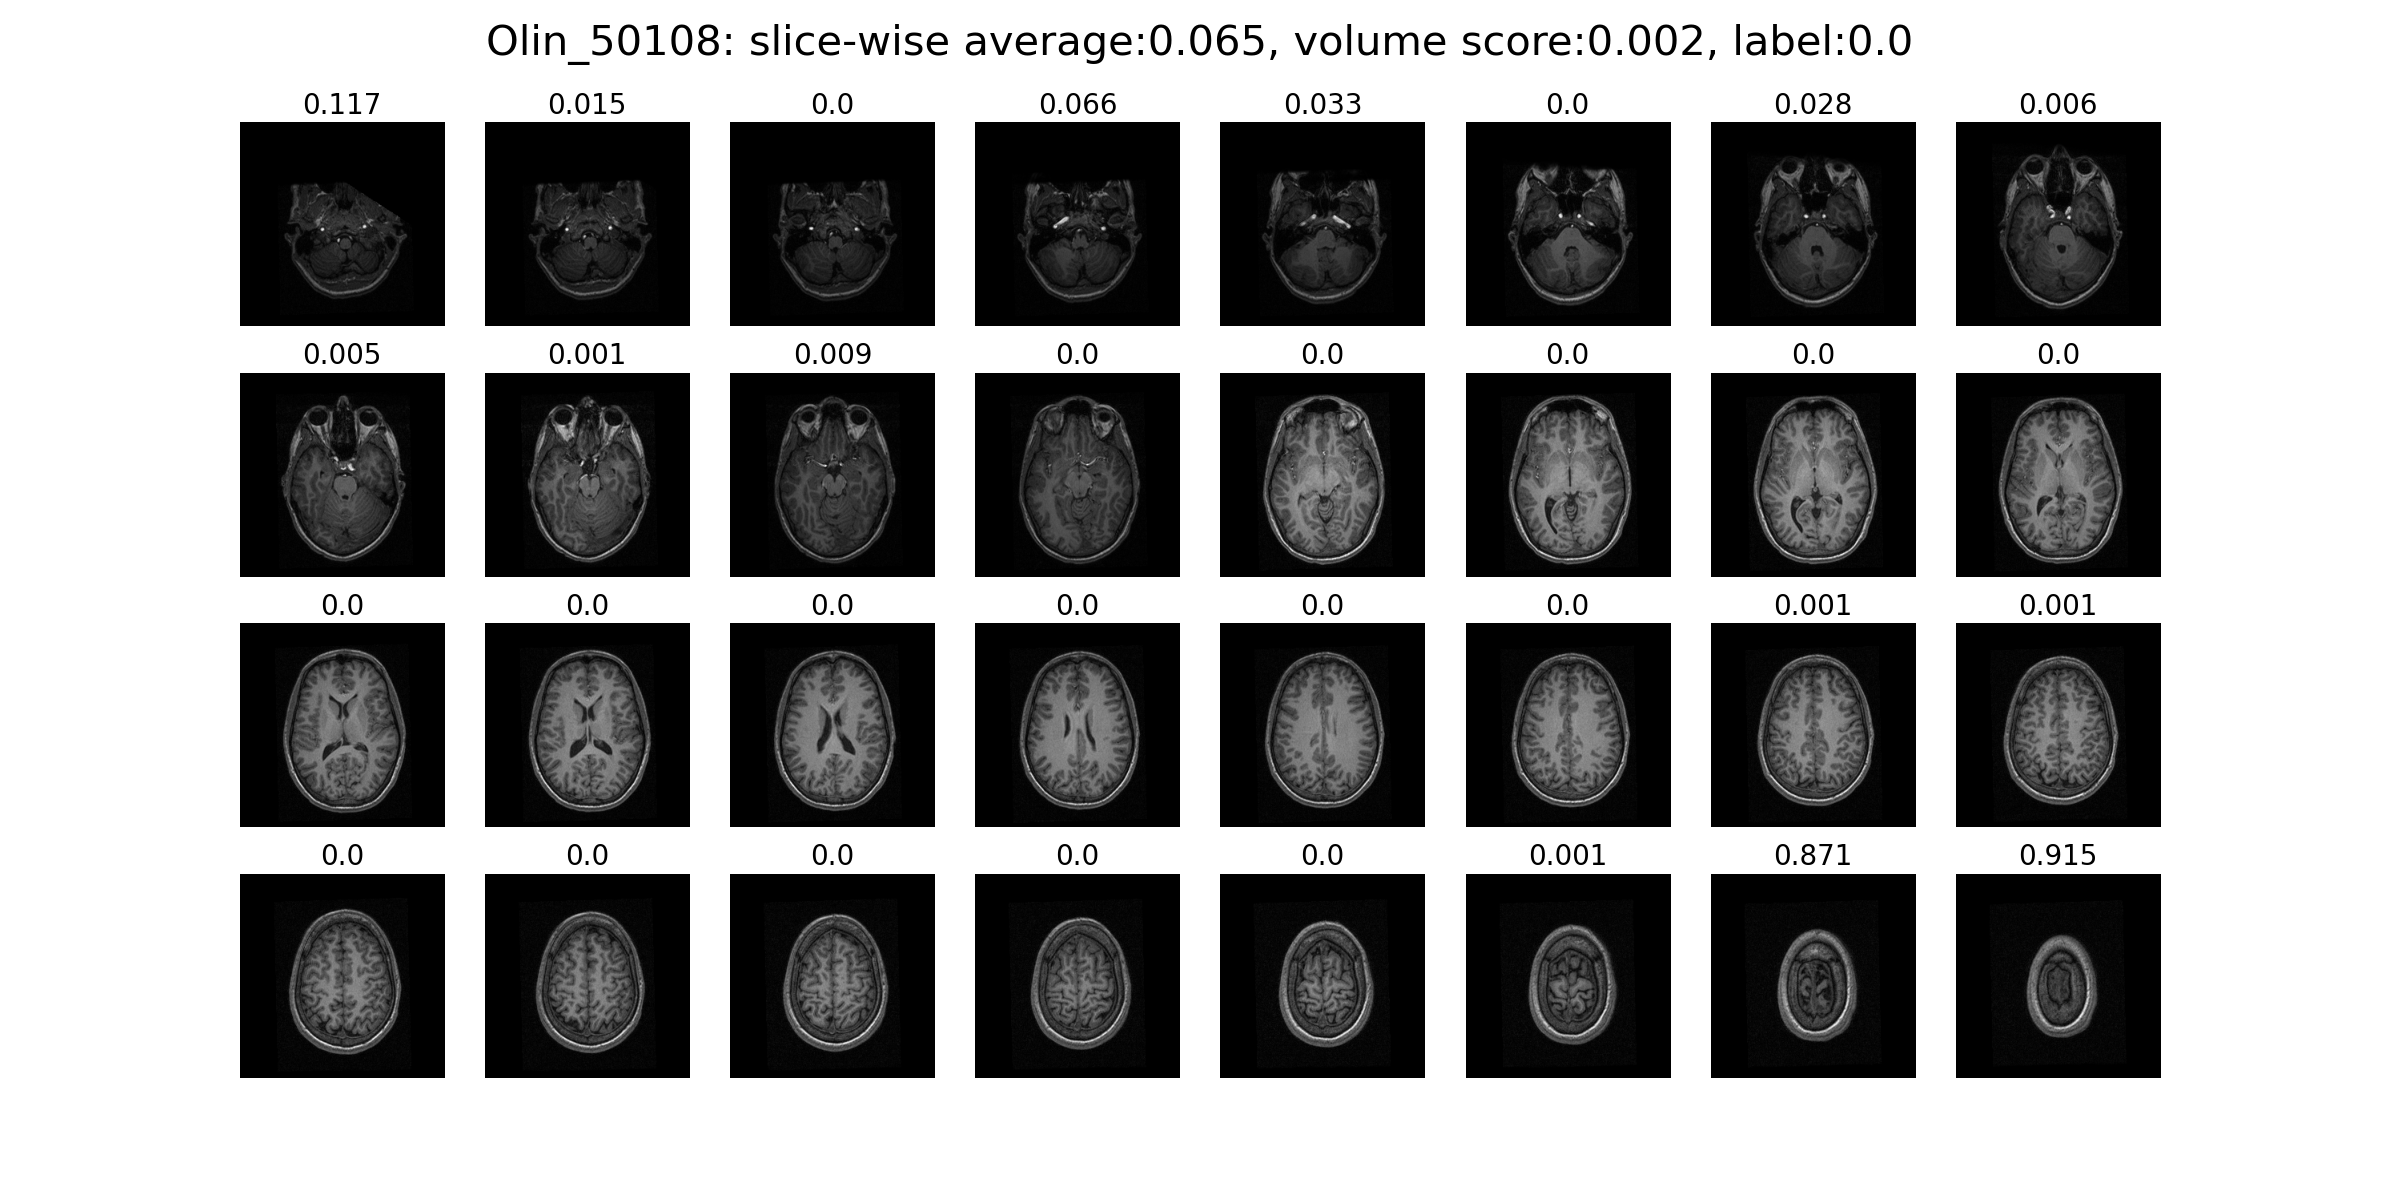 Olin_50108: slice-wise average:0.065, volume score:0.002, label:0.0
0.117 0.015 0.0 0.066 0.033 0.0 0.028 0.006
0.005 0.001 0.009 0.0 0.0 0.0 0.0 0.0
0.0 0.0 0.0 0.0 0.0 0.0 0.001 0.001
0.0 0.0 0.0 0.0 0.0 0.001 0.871 0.915